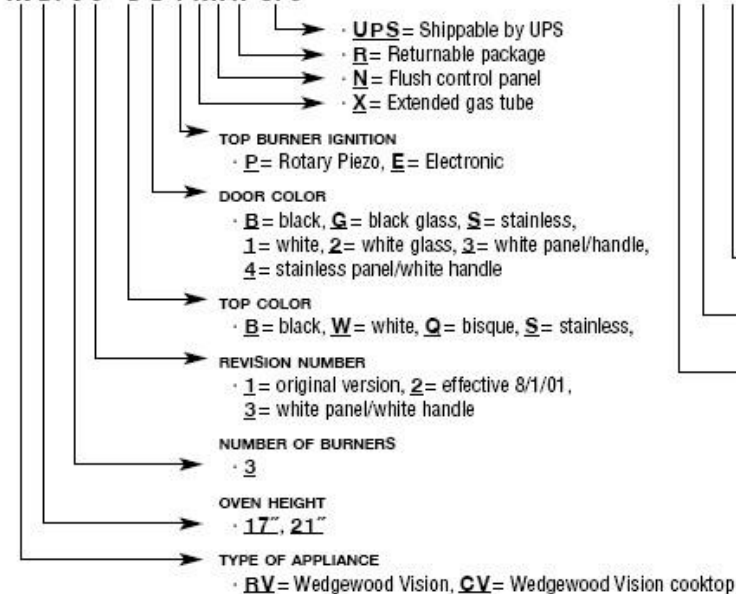 · UPS= Shippable by UPS
· R= Returnable package
· N= Flush control panel
· X= Extended gas tube
TOP BURNER IGNITION
· P= Rotary Piezo, E= Electronic
DOOR COLOR
· B= black, G= black glass, S= stainless,
1= white, 2= white glass, 3= white panel/handle,
4= stainless panel/white handle
TOP COLOR
· B= black, W= white, Q= bisque, S= stainless,
REVISION NUMBER
· 1= original version, 2= effective 8/1/01,
3= white panel/white handle
NUMBER OF BURNERS
· 3
OVEN HEIGHT
· 17″, 21″
TYPE OF APPLIANCE
· RV= Wedgewood Vision, CV= Wedgewood Vision cooktop